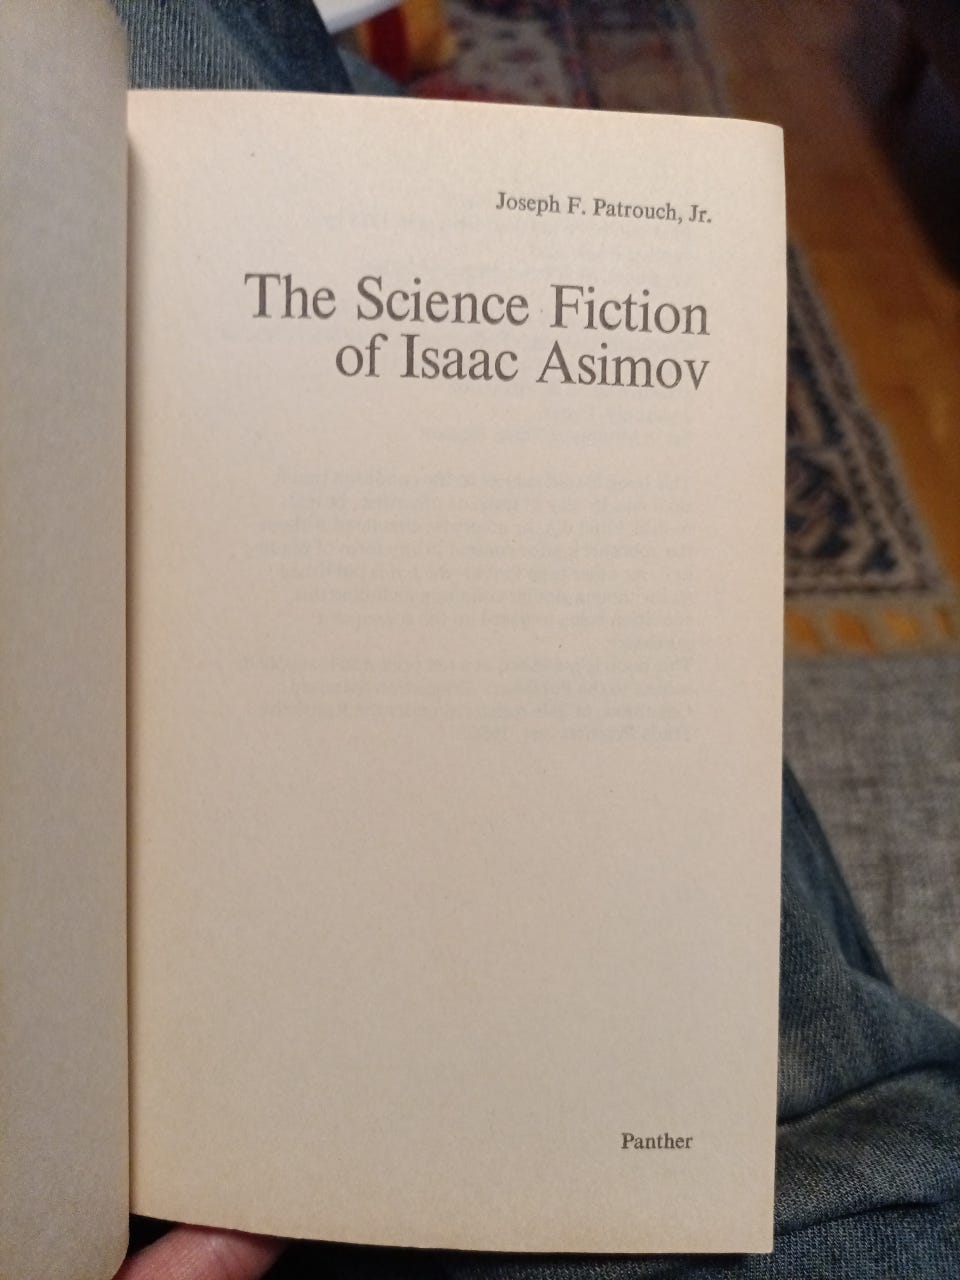 Joseph F. Patrouch, Jr.
The Science Fiction
of Isaac Asimov
Panther